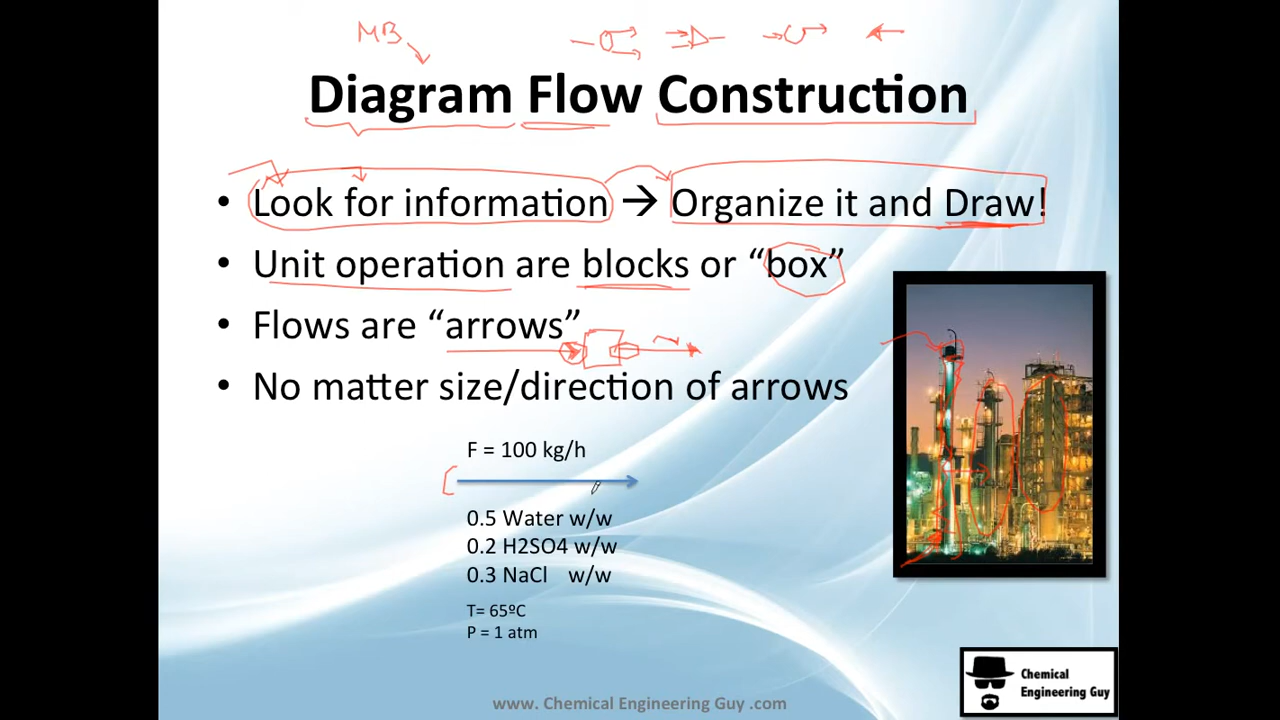 MB
Diagram Flow Construction
• Look for information → Organize it and Draw!
• Unit operation are blocks or “box”
• Flows are “arrows”
• No matter size/direction of arrows
F = 100 kg/h
0.5 Water w/w
0.2 H2SO4 w/w
0.3 NaCl w/w
T= 65ºC
P = 1 atm
Chemical
Engineering Guy
www. Chemical Engineering Guy .com